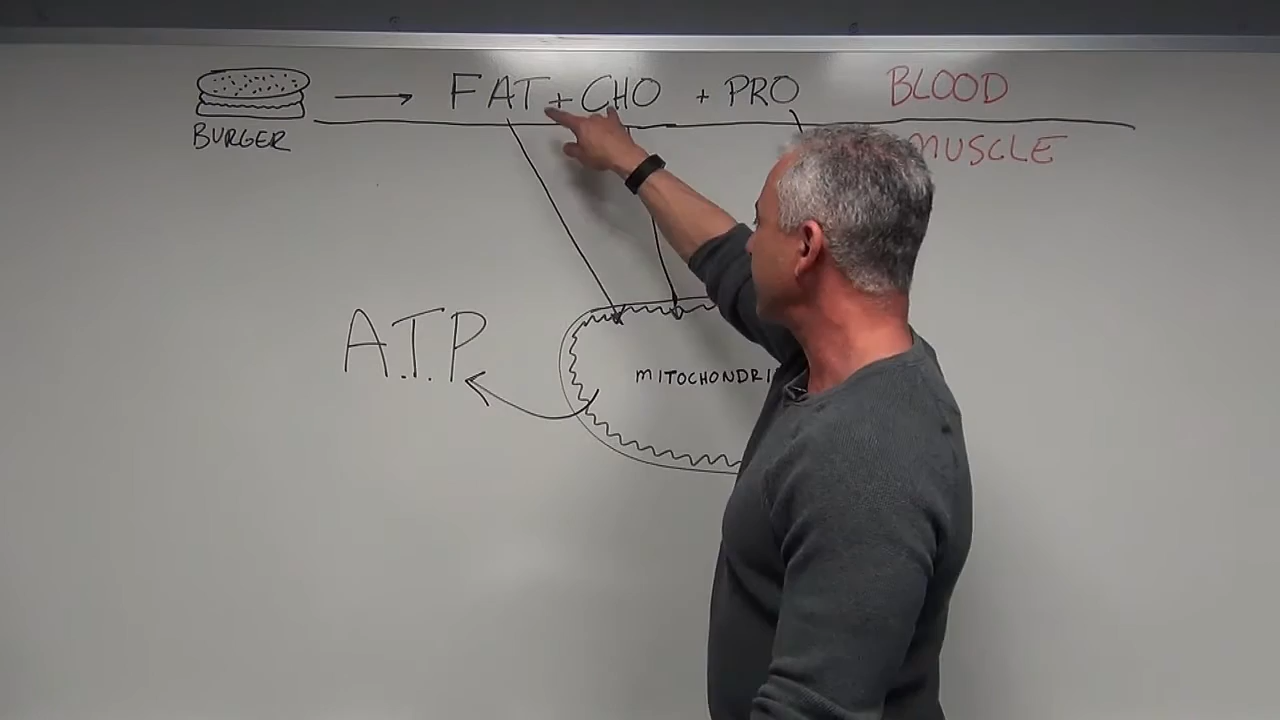 FAT + CHO + PRO BLOOD
BURGER
MUSCLE
A.T.P
MITOCHONDRI